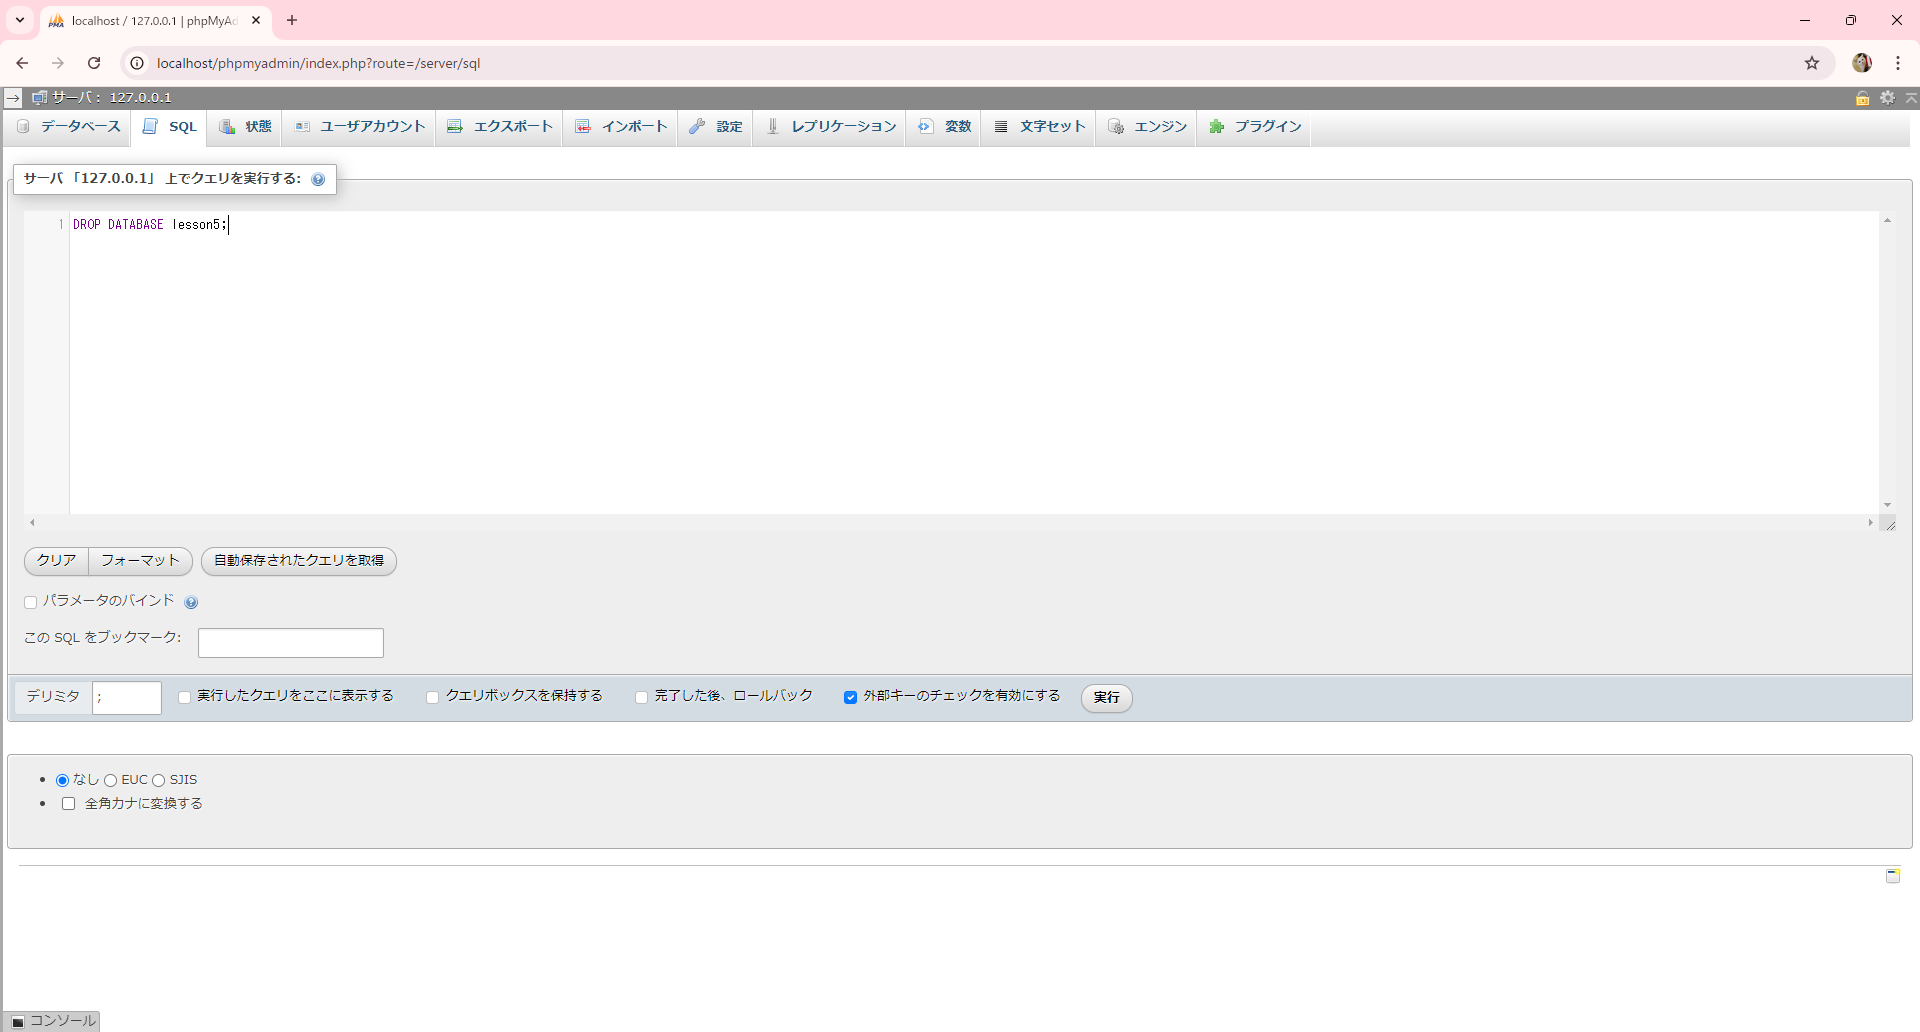 localhost / 127.0.0.1 | phpMyAd
localhost/phpmyadmin/index.php?route=/server/sql
サーバ: 127.0.0.1
データベース SQL 状態 ユーザアカウント エクスポート インポート 設定 レプリケーション 変数 文字セット エンジン プラグイン
サーバ 「127.0.0.1」 上でクエリを実行する:
1 DROP DATABASE lesson5;
クリア フォーマット 自動保存されたクエリを取得
パラメータのバインド
この SQL をブックマーク:
デリミタ ; 実行したクエリをここに表示する クエリボックスを保持する 完了した後、ロールバック 外部キーのチェックを有効にする 実行
なし EUC SJIS
全角カナに変換する
コンソール